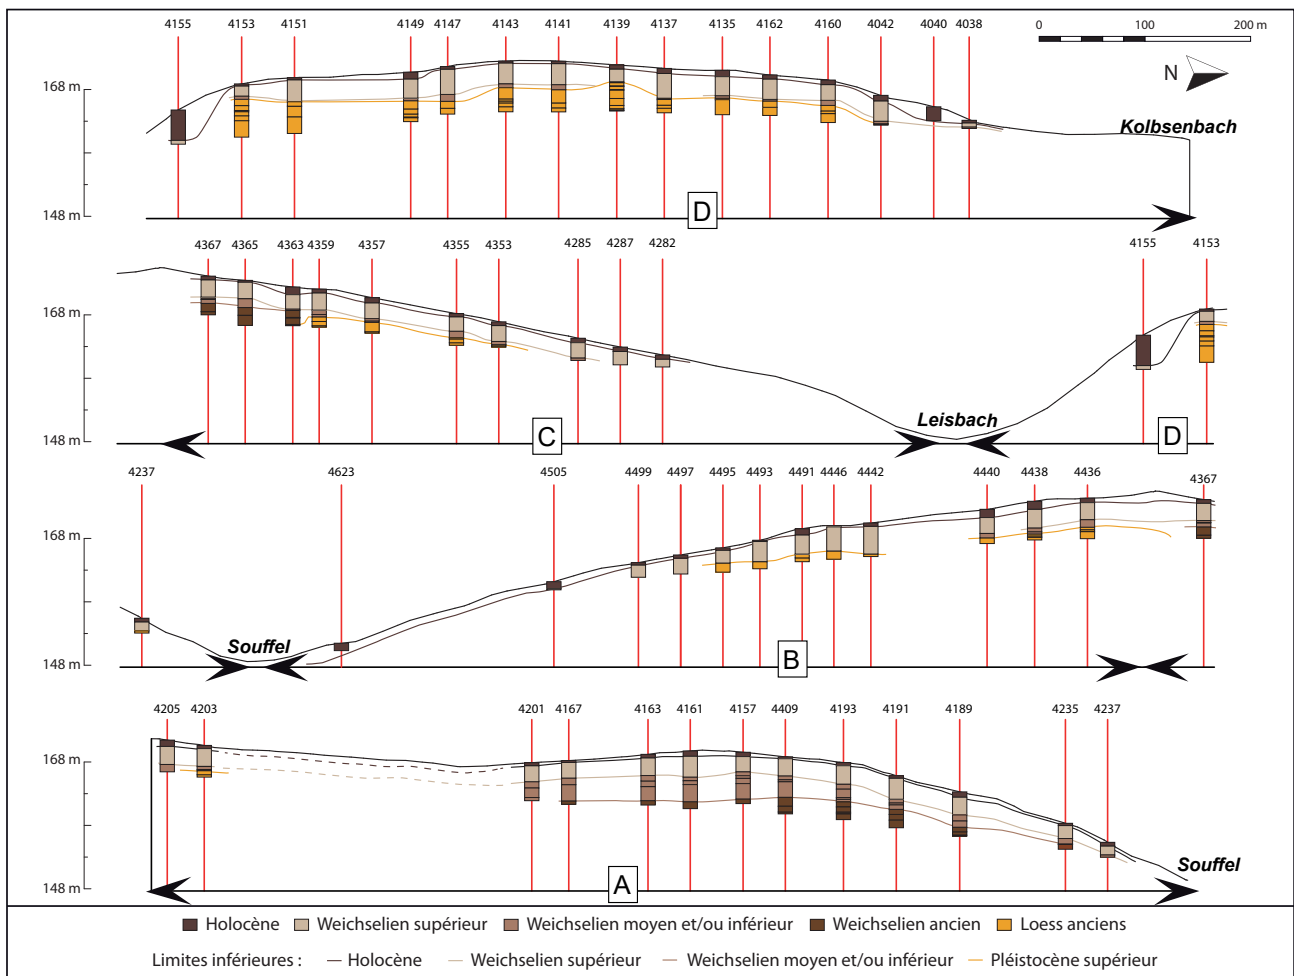 4155 4153 4151 4149 4147 4143 4141 4139 4137 4135 4162 4160 4042 4040 4038
0 100 200 m
N
168 m
Kolbsenbach
148 m
D
4367 4365 4363 4359 4357 4355 4353 4285 4287 4282 4155 4153
168 m
Leisbach
148 m
C D
4237 4623 4505 4499 4497 4495 4493 4491 4446 4442 4440 4438 4436 4367
168 m
Souffel
148 m
B
4205 4203 4201 4167 4163 4161 4157 4409 4193 4191 4189 4235 4237
168 m
Souffel
148 m
A
Holocène Weichselien supérieur Weichselien moyen et/ou inférieur Weichselien ancien Loess anciens
Limites inférieures : Holocène Weichselien supérieur Weichselien moyen et/ou inférieur Pléistocène supérieur